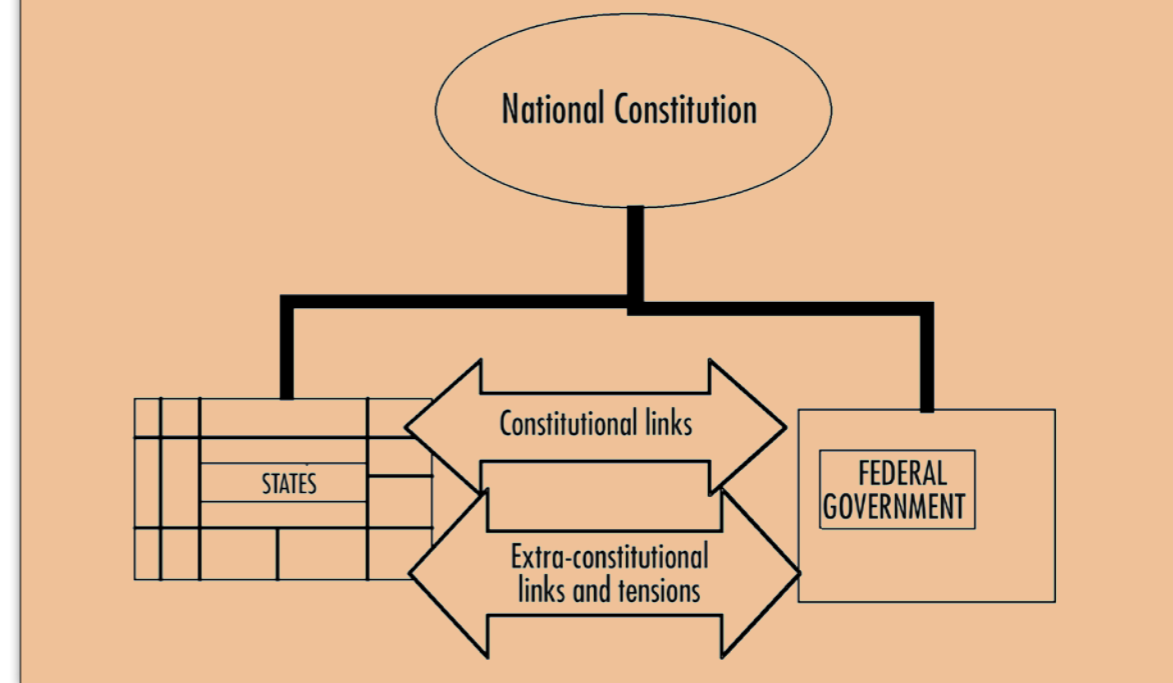 National Constitution
Constitutional links
STATES
FEDERAL
GOVERNMENT
Extra-constitutional
links and tensions